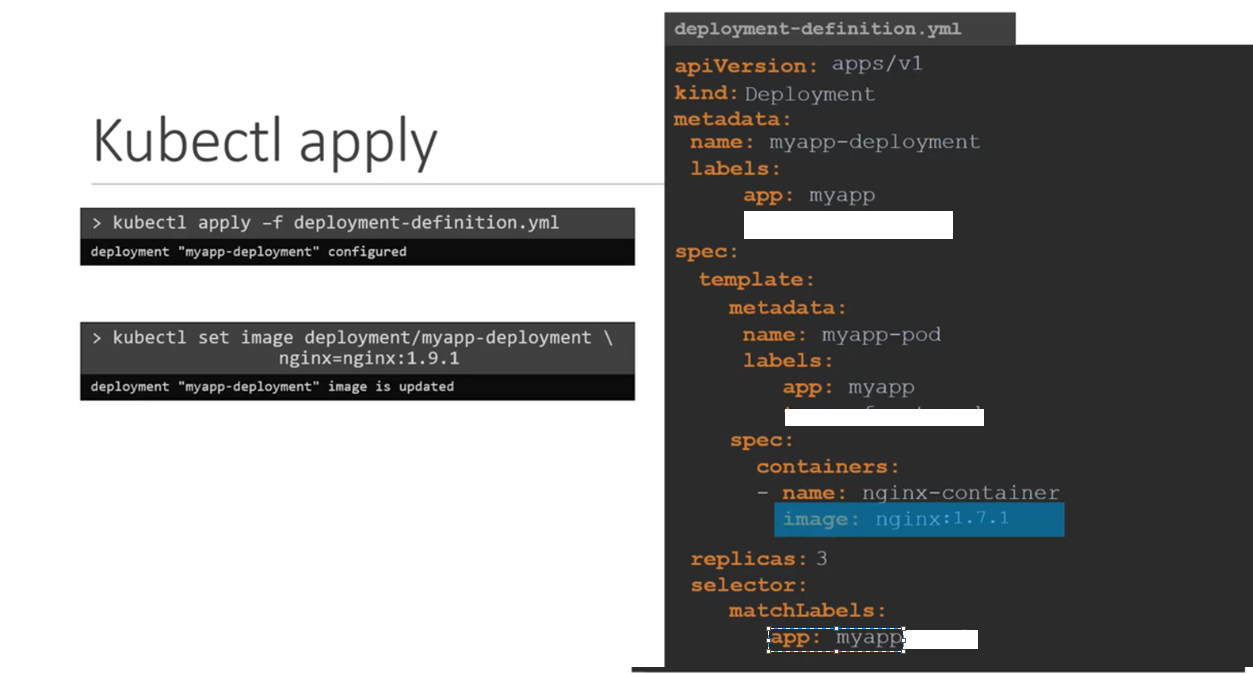 Kubectl apply
> kubectl apply –f deployment-definition.yml
deployment "myapp-deployment" configured
> kubectl set image deployment/myapp-deployment \
nginx=nginx:1.9.1
deployment "myapp-deployment" image is updated
deployment-definition.yml
apiVersion: apps/v1
kind: Deployment
metadata:
name: myapp-deployment
labels:
app: myapp
spec:
template:
metadata:
name: myapp-pod
labels:
app: myapp
spec:
containers:
- name: nginx-container
image: nginx:1.7.1
replicas: 3
selector:
matchLabels:
app: myapp